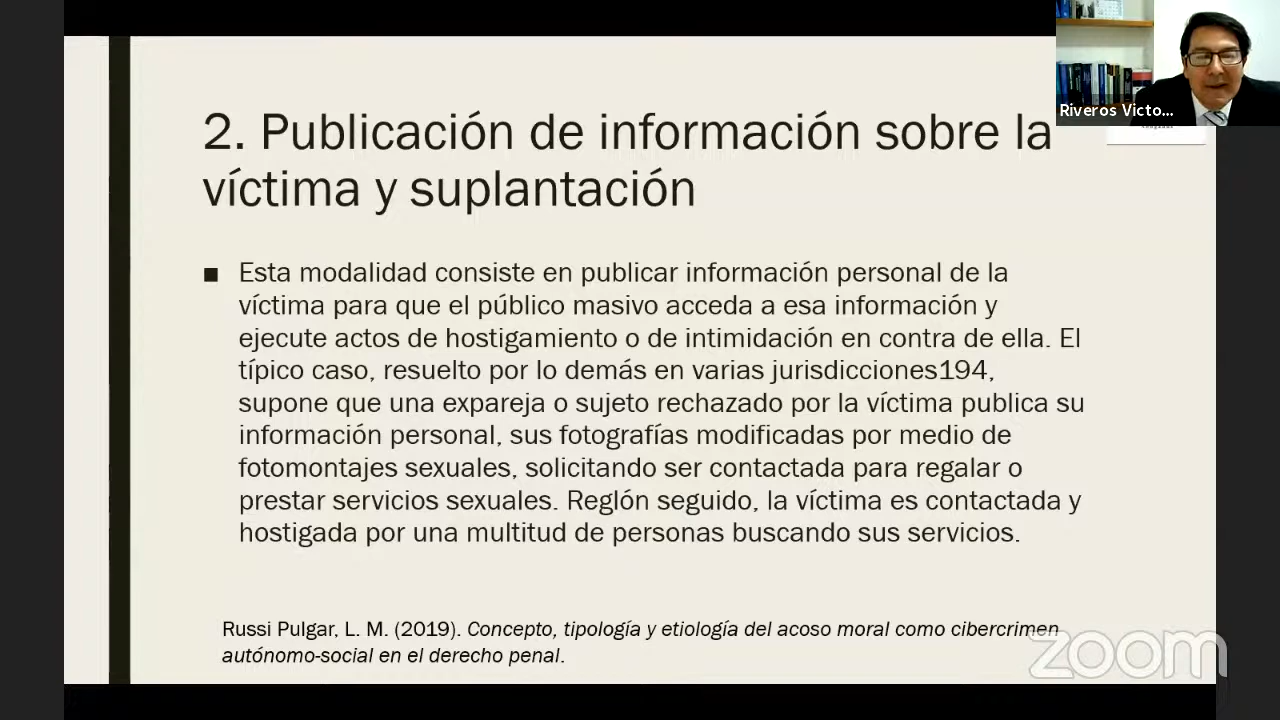 2. Publicación de información sobre la
víctima y suplantación
Riveros Victo...
■ Esta modalidad consiste en publicar información personal de la
víctima para que el público masivo acceda a esa información y
ejecute actos de hostigamiento o de intimidación en contra de ella. El
típico caso, resuelto por lo demás en varias jurisdicciones194,
supone que una expareja o sujeto rechazado por la víctima publica su
información personal, sus fotografías modificadas por medio de
fotomontajes sexuales, solicitando ser contactada para regalar o
prestar servicios sexuales. Reglón seguido, la víctima es contactada y
hostigada por una multitud de personas buscando sus servicios.
Russi Pulgar, L. M. (2019). Concepto, tipología y etiología del acoso moral como cibercrimen
autónomo-social en el derecho penal.
zoom